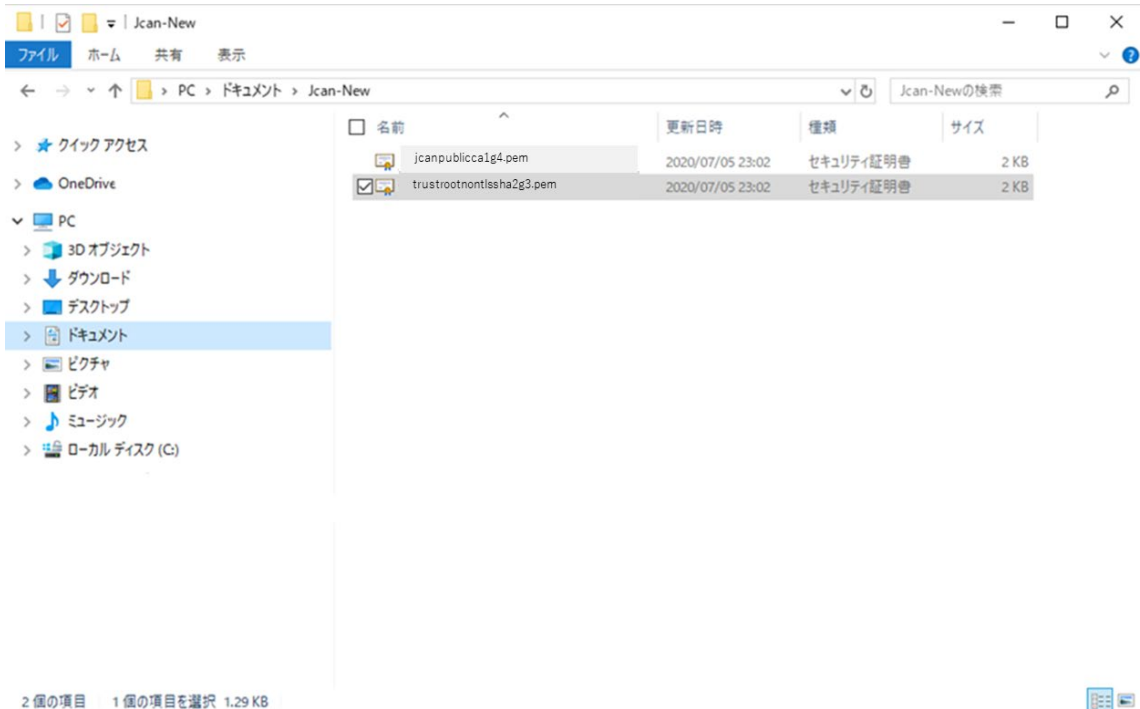 Jcan-New
ファイル ホーム 共有 表示
PC > ドキュメント > Jcan-New
Jcan-Newの検索
クイック アクセス
OneDrive
PC
3D オブジェクト
ダウンロード
デスクトップ
ドキュメント
ピクチャ
ビデオ
ミュージック
ローカル ディスク (C:)
名前 更新日時 種類 サイズ
jcanpublicca1g4.pem 2020/07/05 23:02 セキュリティ証明書 2 KB
trustrootnontlssha2g3.pem 2020/07/05 23:02 セキュリティ証明書 2 KB
2 個の項目 1 個の項目を選択 1.29 KB